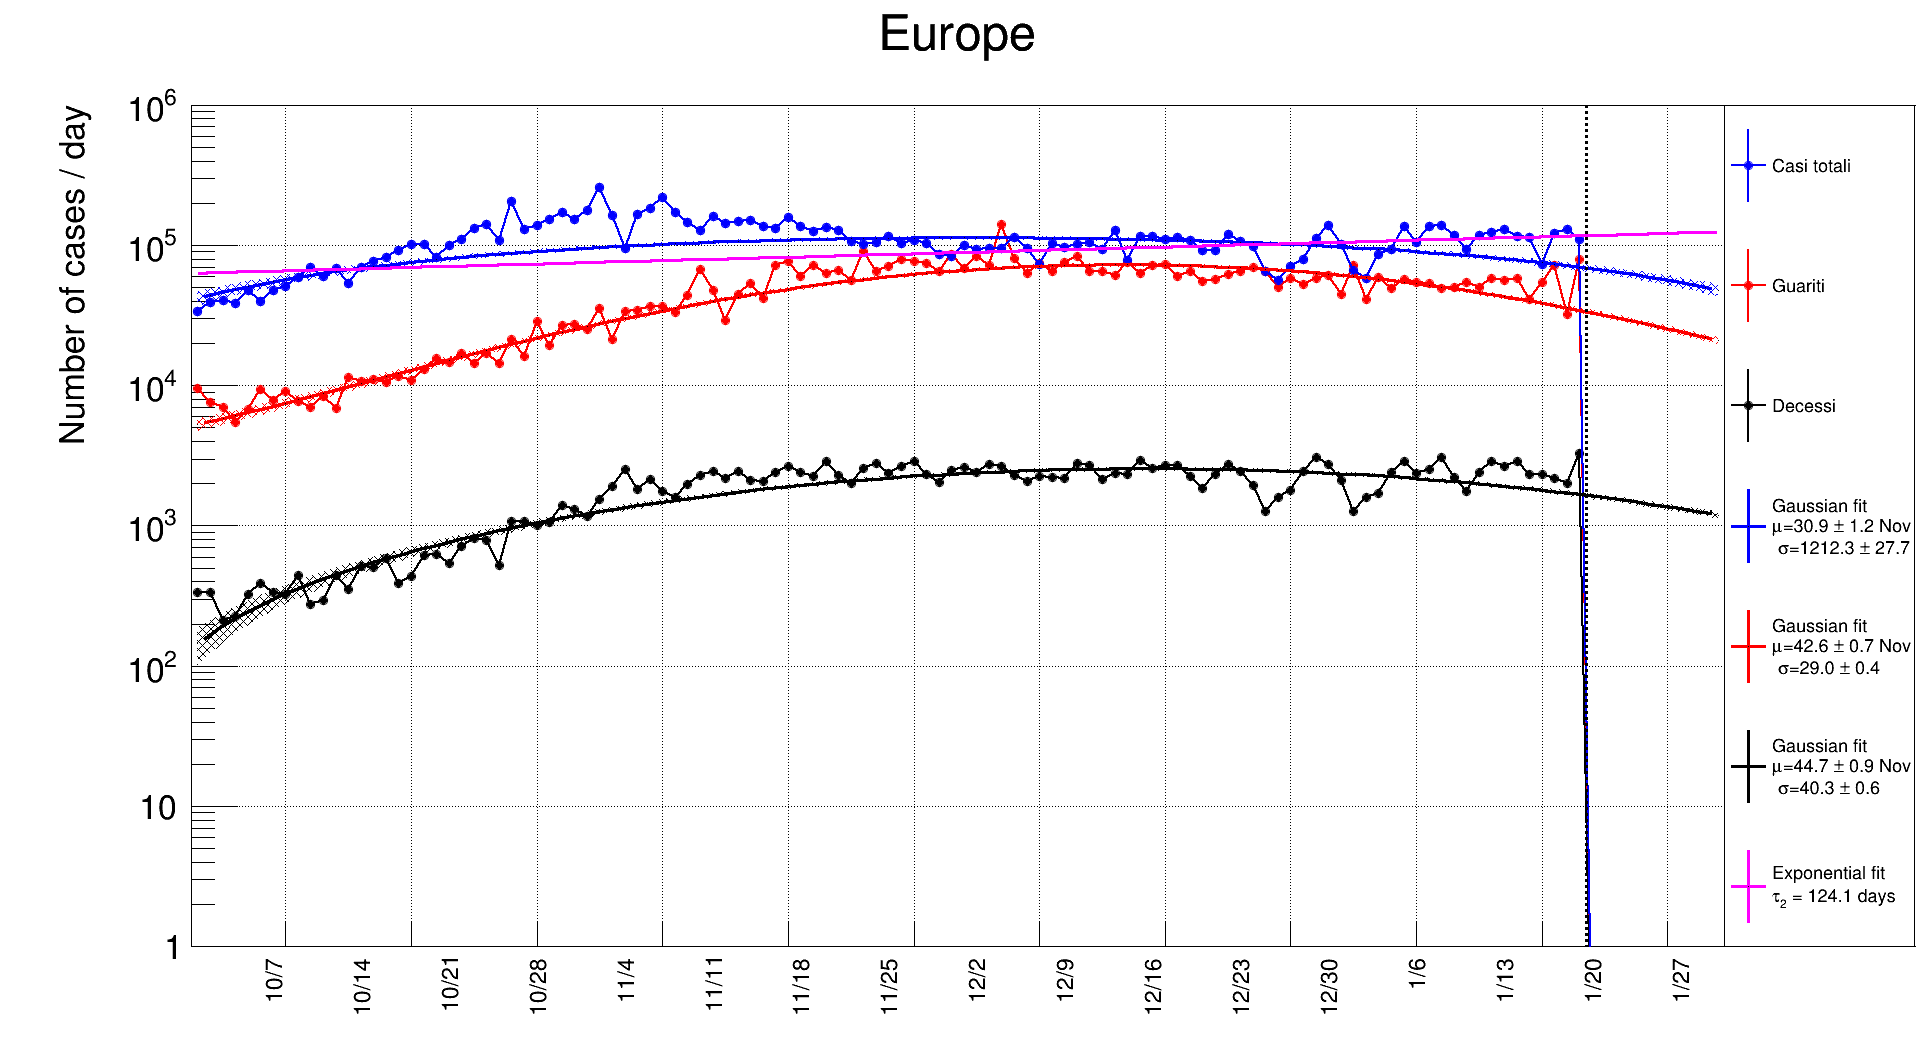 Europe
Number of cases / day
10^6
10^5
10^4
10^3
10^2
10
1
10/7
10/14
10/21
10/28
11/4
11/11
11/18
11/25
12/2
12/9
12/16
12/23
12/30
1/6
1/13
1/20
1/27
Casi totali
Guariti
Decessi
Gaussian fit
μ=30.9 ± 1.2 Nov
σ=1212.3 ± 27.7
Gaussian fit
μ=42.6 ± 0.7 Nov
σ=29.0 ± 0.4
Gaussian fit
μ=44.7 ± 0.9 Nov
σ=40.3 ± 0.6
Exponential fit
τ₂ = 124.1 days